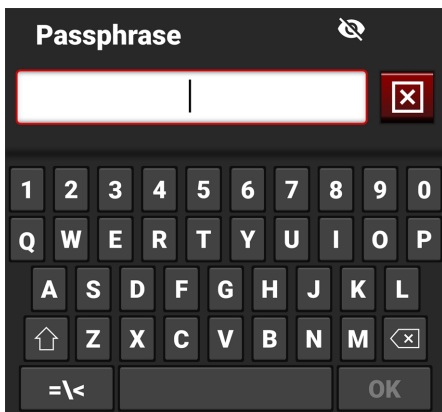 Passphrase
1 2 3 4 5 6 7 8 9 0
Q W E R T Y U I O P
A S D F G H J K L
Z X C V B N M
=\< OK